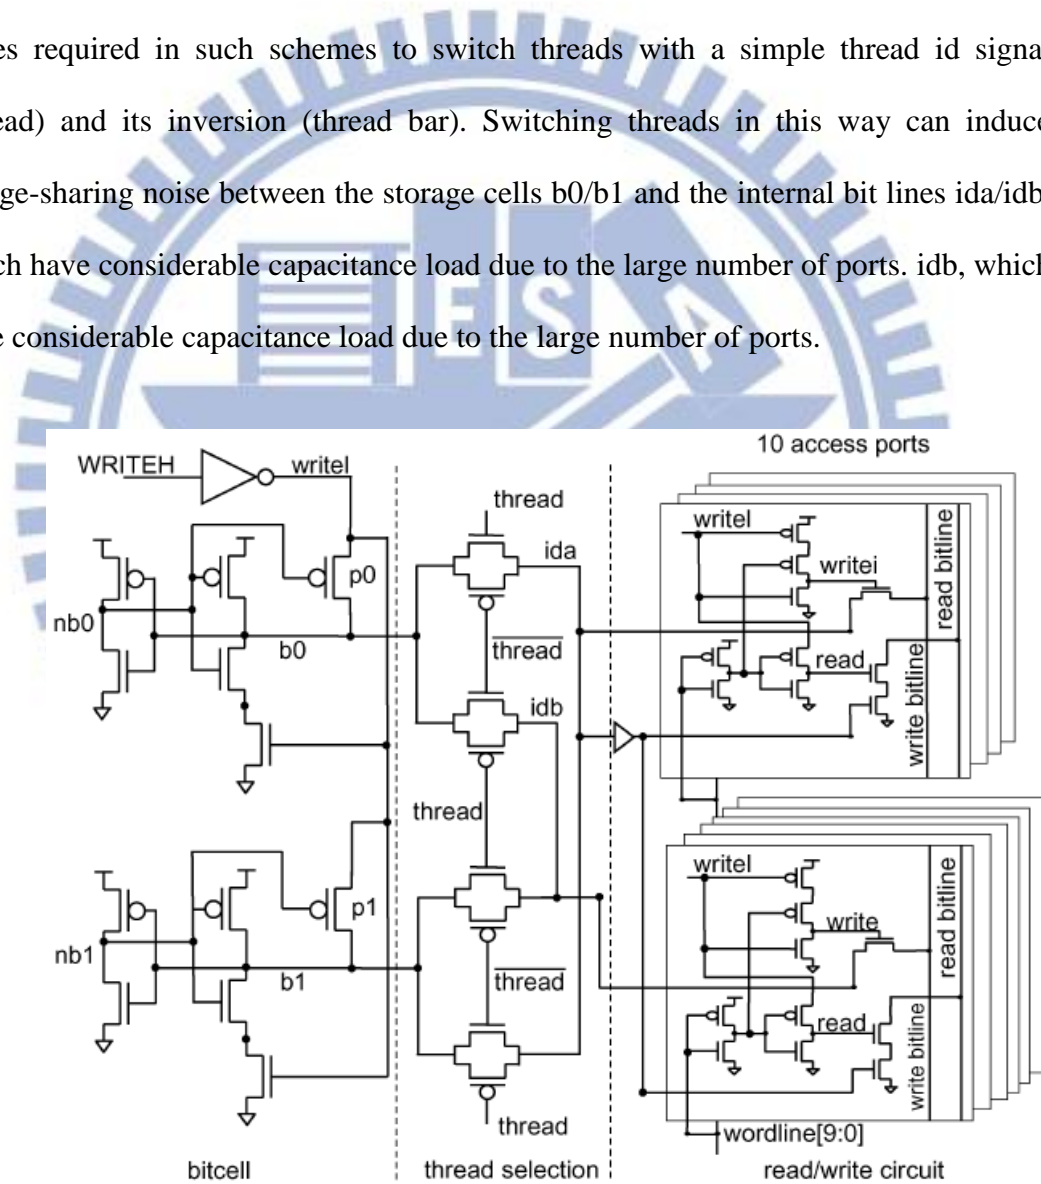 es required in such schemes to switch threads with a simple thread id signal
ead) and its inversion (thread bar). Switching threads in this way can induce
ge-sharing noise between the storage cells b0/b1 and the internal bit lines ida/idb
ch have considerable capacitance load due to the large number of ports. idb, which
e considerable capacitance load due to the large number of ports.
ESA
10 access ports
WRITEH
writel
thread
ida
p0
nb0
b0
thread
idb
thread
p1
nb1
b1
thread
thread
writel
writei
read
read bitline
write bitline
writel
write
read
read bitline
write bitline
wordline[9:0]
bitcell
thread selection
read/write circuit